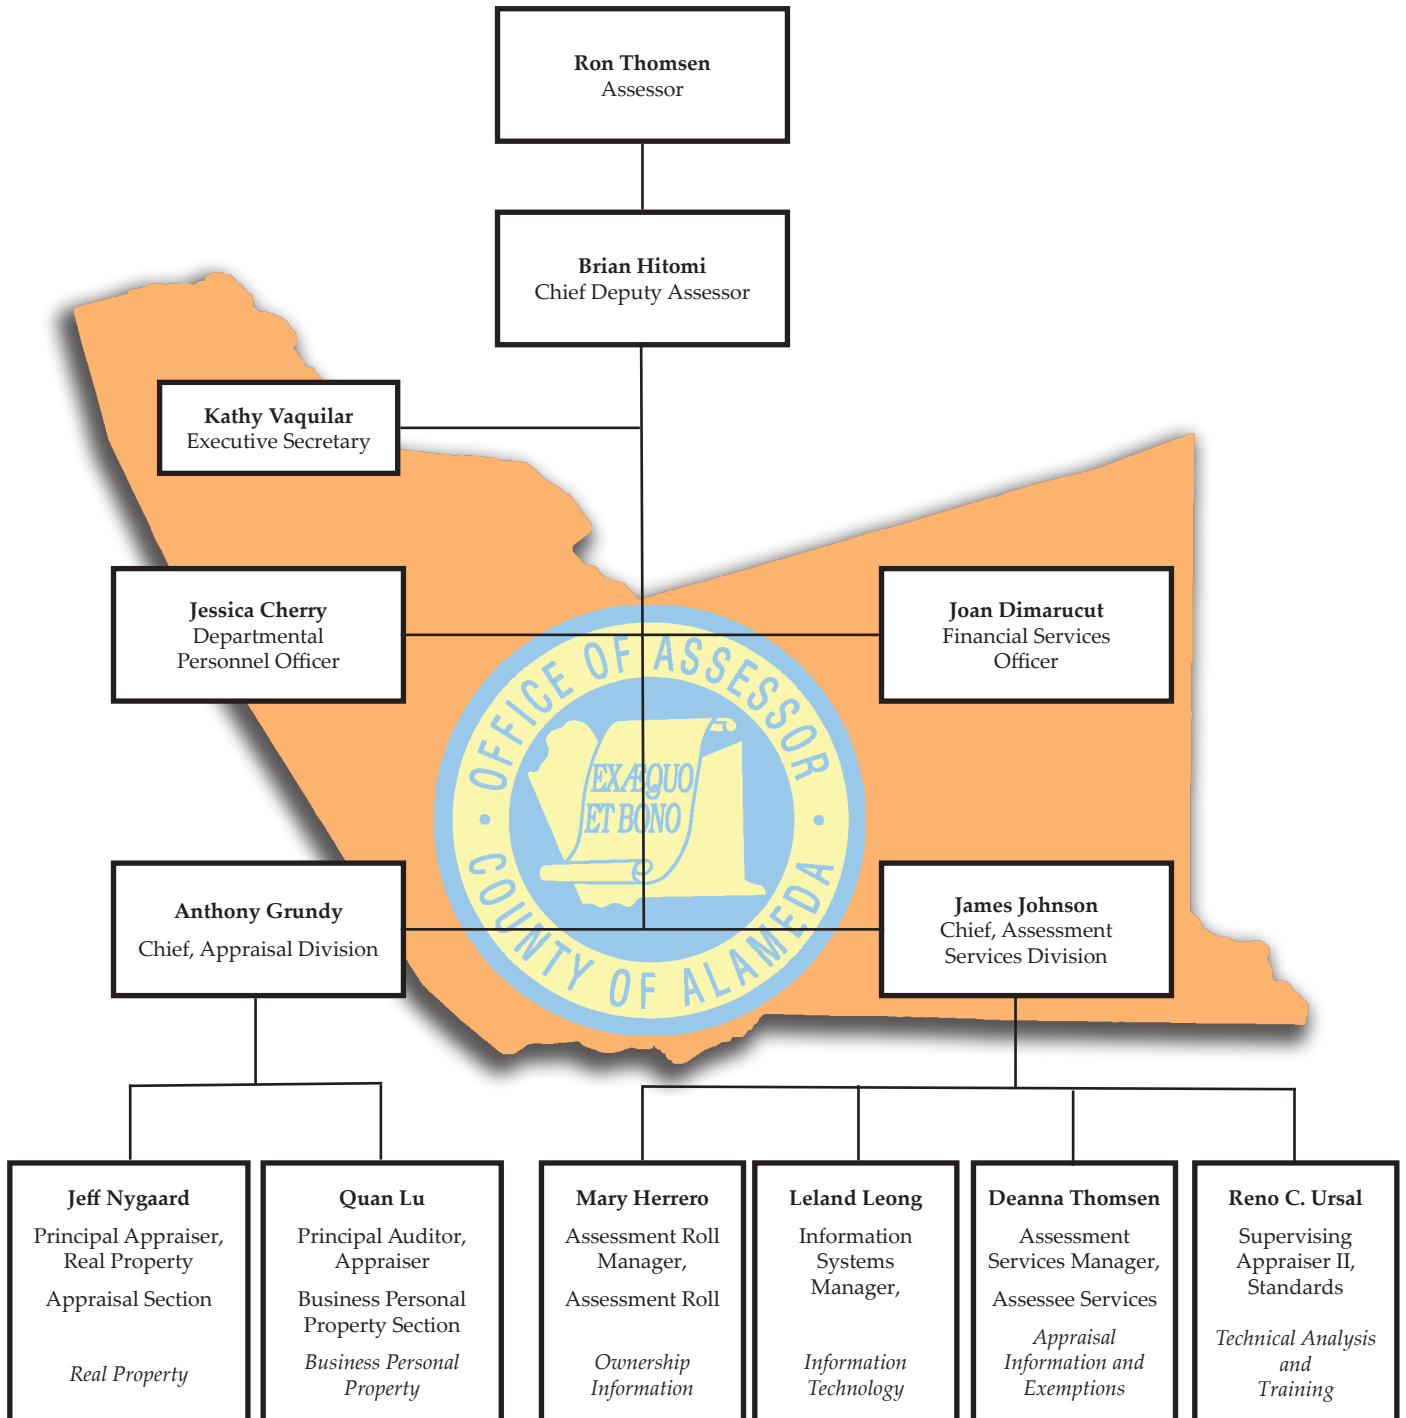 Ron Thomsen
Assessor
Brian Hitomi
Chief Deputy Assessor
Kathy Vaquilar
Executive Secretary
Jessica Cherry
Departmental
Personnel Officer
Joan Dimarucut
Financial Services
Officer
OFFICE OF ASSESSOR
EX ÆQUO
ET BONO
COUNTY OF ALAMEDA
Anthony Grundy
Chief, Appraisal Division
James Johnson
Chief, Assessment
Services Division
Jeff Nygaard
Principal Appraiser,
Real Property
Appraisal Section
Real Property
Quan Lu
Principal Auditor,
Appraiser
Business Personal
Property Section
Business Personal
Property
Mary Herrero
Assessment Roll
Manager,
Assessment Roll
Ownership
Information
Leland Leong
Information
Systems
Manager,
Information
Technology
Deanna Thomsen
Assessment
Services Manager,
Assessee Services
Appraisal
Information and
Exemptions
Reno C. Ursal
Supervising
Appraiser II,
Standards
Technical Analysis
and
Training